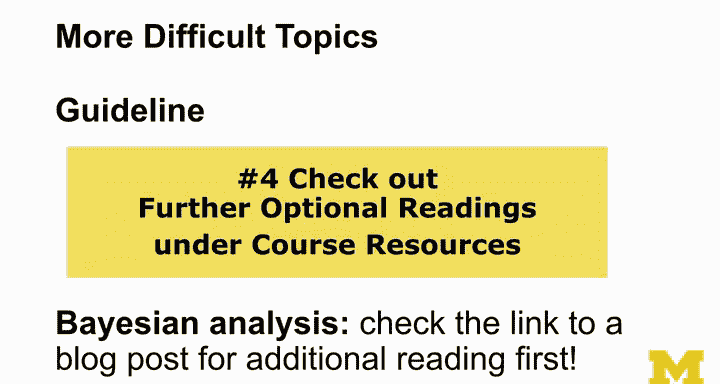 More Difficult Topics
Guideline
#4 Check out
Further Optional Readings
under Course Resources
Bayesian analysis: check the link to a
blog post for additional reading first!
M